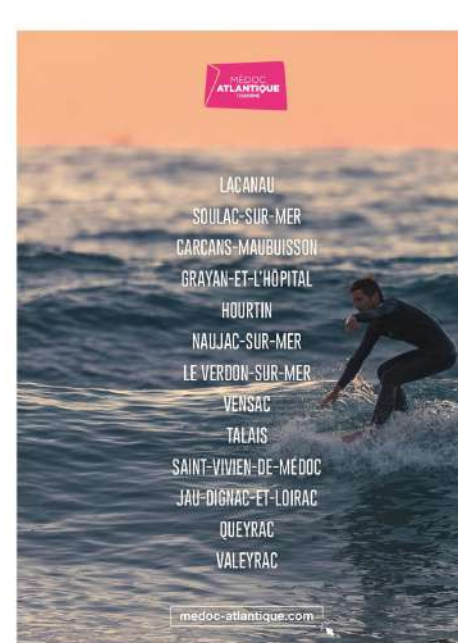 MÉDOC
ATLANTIQUE
TOURISME
LACANAU
SOULAC-SUR-MER
CARCANS-MAUBUISSON
GRAYAN-ET-L'HÔPITAL
HOURTIN
NAUJAC-SUR-MER
LE VERDON-SUR-MER
VENSAC
TALAIS
SAINT-VIVIEN-DE-MÉDOC
JAU-DIGNAC-ET-LOIRAC
QUEYRAC
VALEYRAC
medoc-atlantique.com